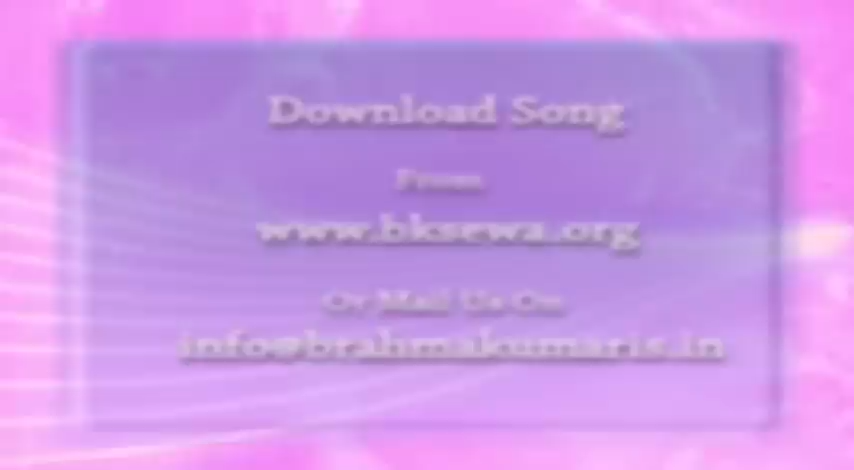 Download Song
From
www.bksewa.org
Or Mail Us On
info@brahmakumaris.in